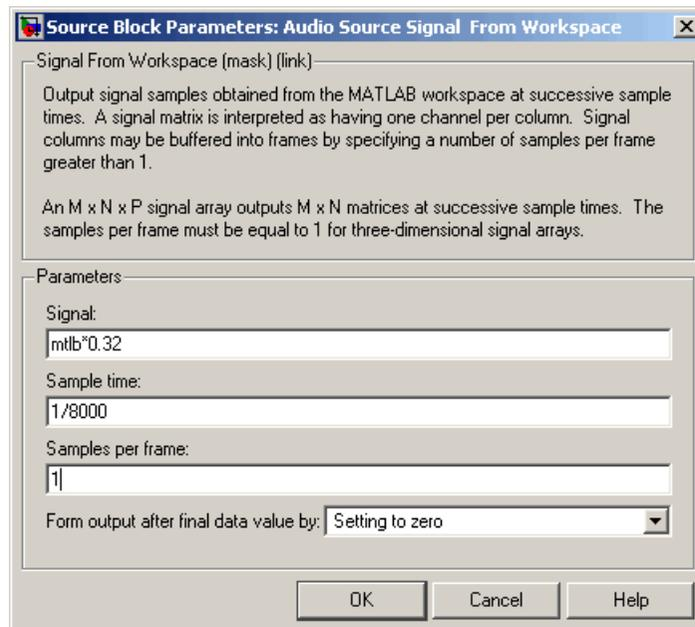 Source Block Parameters: Audio Source Signal From Workspace
Signal From Workspace (mask) (link)
Output signal samples obtained from the MATLAB workspace at successive sample
times. A signal matrix is interpreted as having one channel per column. Signal
columns may be buffered into frames by specifying a number of samples per frame
greater than 1.
An M x N x P signal array outputs M x N matrices at successive sample times. The
samples per frame must be equal to 1 for three-dimensional signal arrays.
Parameters
Signal:
mtlb*0.32
Sample time:
1/8000
Samples per frame:
1
Form output after final data value by: Setting to zero
OK Cancel Help